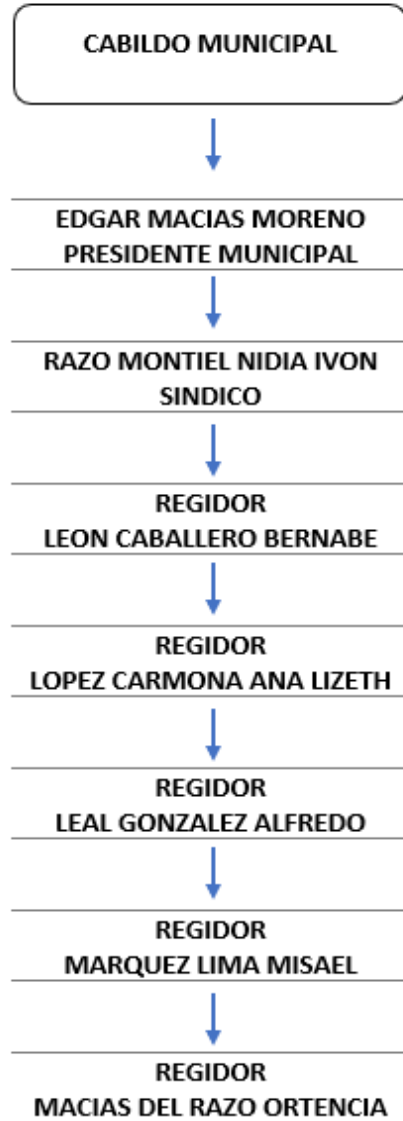 CABILDO MUNICIPAL
EDGAR MACIAS MORENO
PRESIDENTE MUNICIPAL
RAZO MONTIEL NIDIA IVON
SINDICO
REGIDOR
LEON CABALLERO BERNABE
REGIDOR
LOPEZ CARMONA ANA LIZETH
REGIDOR
LEAL GONZALEZ ALFREDO
REGIDOR
MARQUEZ LIMA MISAEL
REGIDOR
MACIAS DEL RAZO ORTENCIA